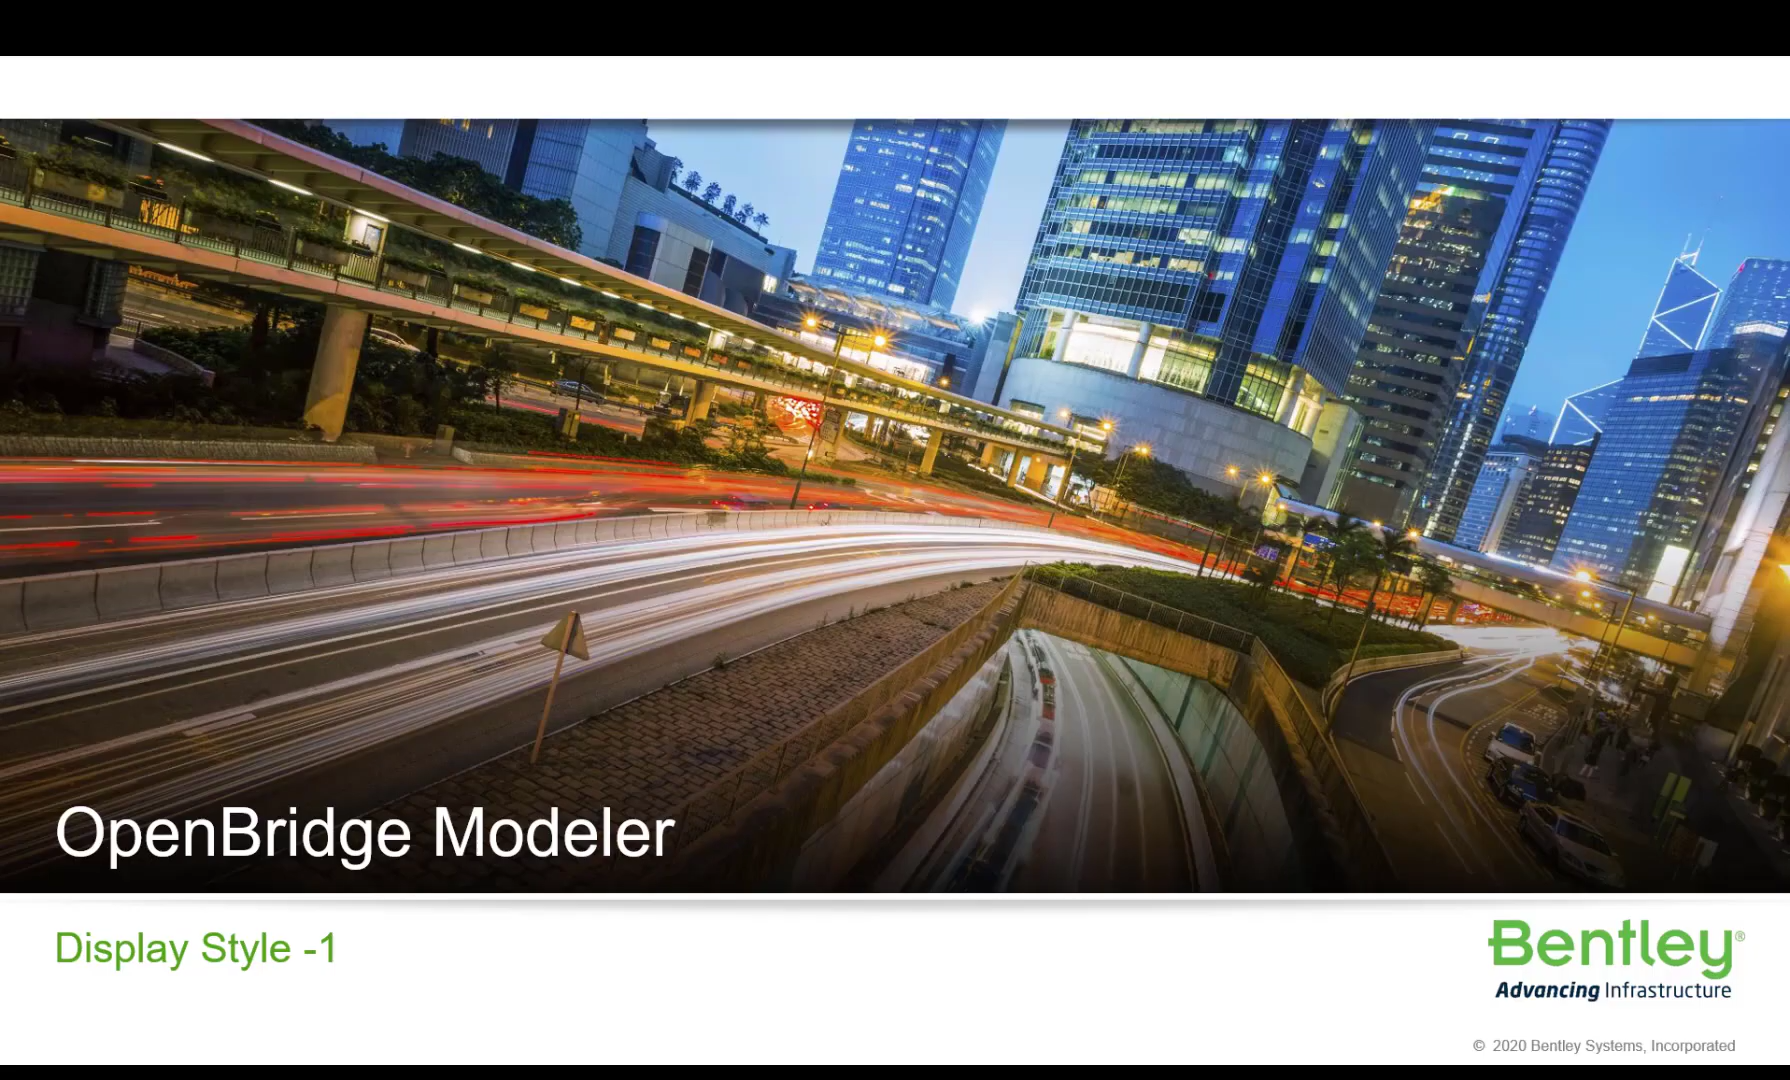 OpenBridge Modeler
Display Style -1
Bentley®
Advancing Infrastructure
© 2020 Bentley Systems, Incorporated